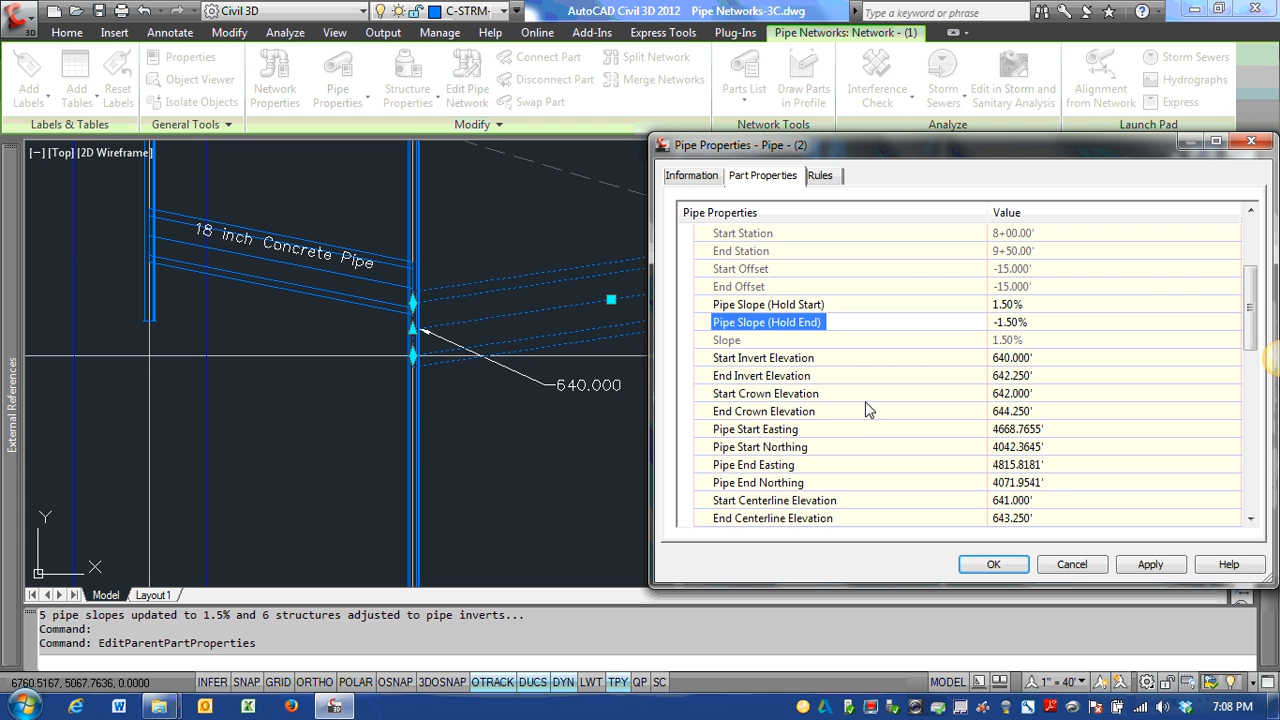 3D
Civil 3D
C-STRM-
AutoCAD Civil 3D 2012 Pipe Networks-3C.dwg
Type a keyword or phrase
Home Insert Annotate Modify Analyze View Output Manage Help Online Add-Ins Express Tools Plug-Ins Pipe Networks: Network - (1)
Add Labels
Add Tables
Reset Labels
Properties
Object Viewer
Isolate Objects
Network Properties
Pipe Properties
Structure Properties
Edit Pipe Network
Connect Part
Disconnect Part
Swap Part
Split Network
Merge Networks
Parts List
Draw Parts in Profile
Interference Check
Storm Sewers
Edit in Storm and Sanitary Analysis
Alignment from Network
Storm Sewers
Hydrographs
Express
Labels & Tables General Tools Modify Network Tools Analyze Launch Pad
[−] [Top] [2D Wireframe]
18 inch Concrete Pipe
640.000
Y
X
External References
Pipe Properties - Pipe - (2)
Information Part Properties Rules
Pipe Properties Value
Start Station 8+00.00'
End Station 9+50.00'
Start Offset -15.000'
End Offset -15.000'
Pipe Slope (Hold Start) 1.50%
Pipe Slope (Hold End) -1.50%
Slope 1.50%
Start Invert Elevation 640.000'
End Invert Elevation 642.250'
Start Crown Elevation 642.000'
End Crown Elevation 644.250'
Pipe Start Easting 4668.7655'
Pipe Start Northing 4042.3645'
Pipe End Easting 4815.8181'
Pipe End Northing 4071.9541'
Start Centerline Elevation 641.000'
End Centerline Elevation 643.250'
OK Cancel Apply Help
Model Layout1
5 pipe slopes updated to 1.5% and 6 structures adjusted to pipe inverts...
Command:
Command: EditParentPartProperties
6760.5167, 5067.7636, 0.0000 INFER SNAP GRID ORTHO POLAR OSNAP 3DOSNAP OTRACK DUCS DYN LWT TPY QP SC MODEL 1" = 40'
7:08 PM